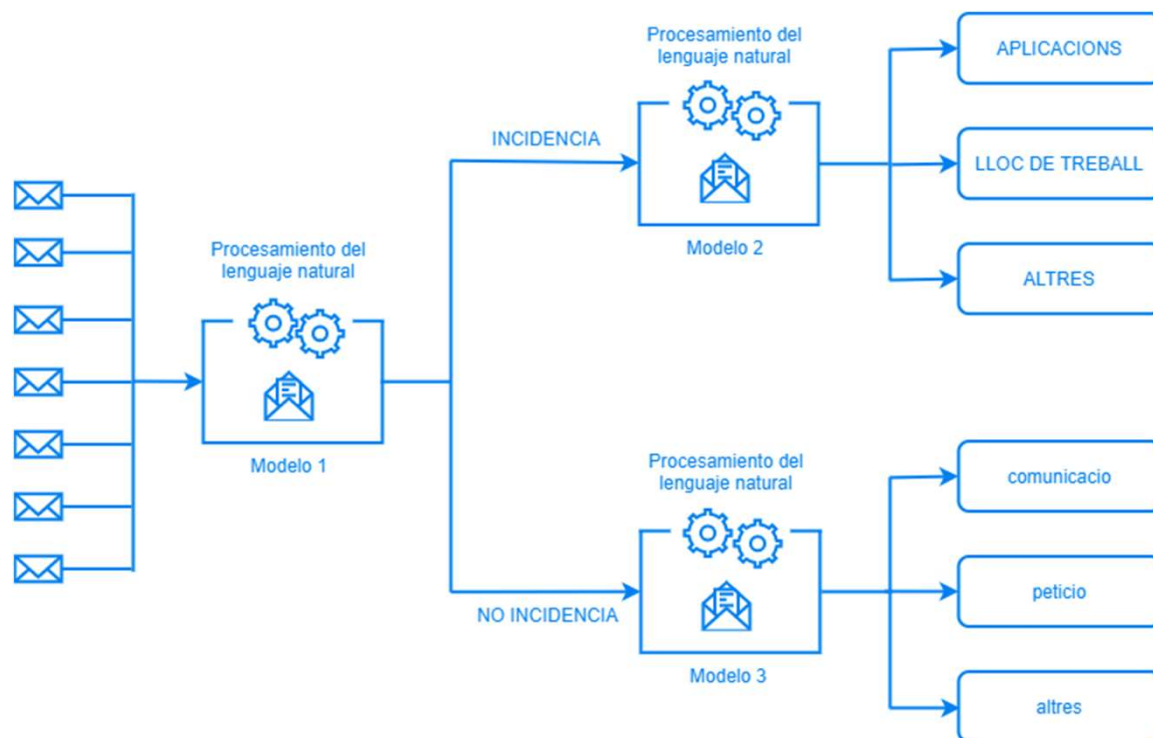 Procesamiento del
lenguaje natural
Modelo 1
INCIDENCIA
Procesamiento del
lenguaje natural
Modelo 2
APLICACIONS
LLOC DE TREBALL
ALTRES
NO INCIDENCIA
Procesamiento del
lenguaje natural
Modelo 3
comunicacio
peticio
altres